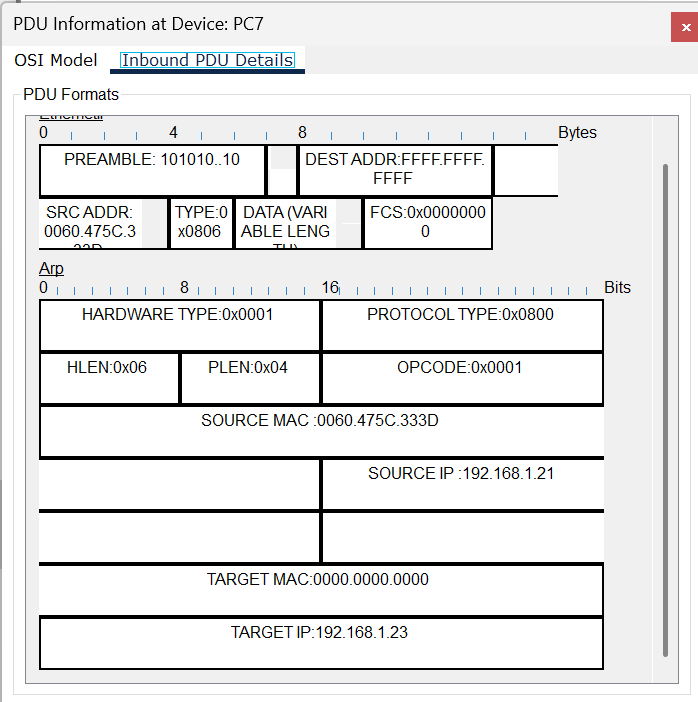 PDU Information at Device: PC7
OSI Model Inbound PDU Details
PDU Formats
EthernetII
0 4 8 Bytes
PREAMBLE: 101010..10 DEST ADDR:FFFF.FFFF.
FFFF
SRC ADDR: TYPE:0 DATA (VARI FCS:0x0000000
0060.475C.3 x0806 ABLE LENG 0
33D TH)
Arp
0 8 16 Bits
HARDWARE TYPE:0x0001 PROTOCOL TYPE:0x0800
HLEN:0x06 PLEN:0x04 OPCODE:0x0001
SOURCE MAC :0060.475C.333D
SOURCE IP :192.168.1.21
TARGET MAC:0000.0000.0000
TARGET IP:192.168.1.23